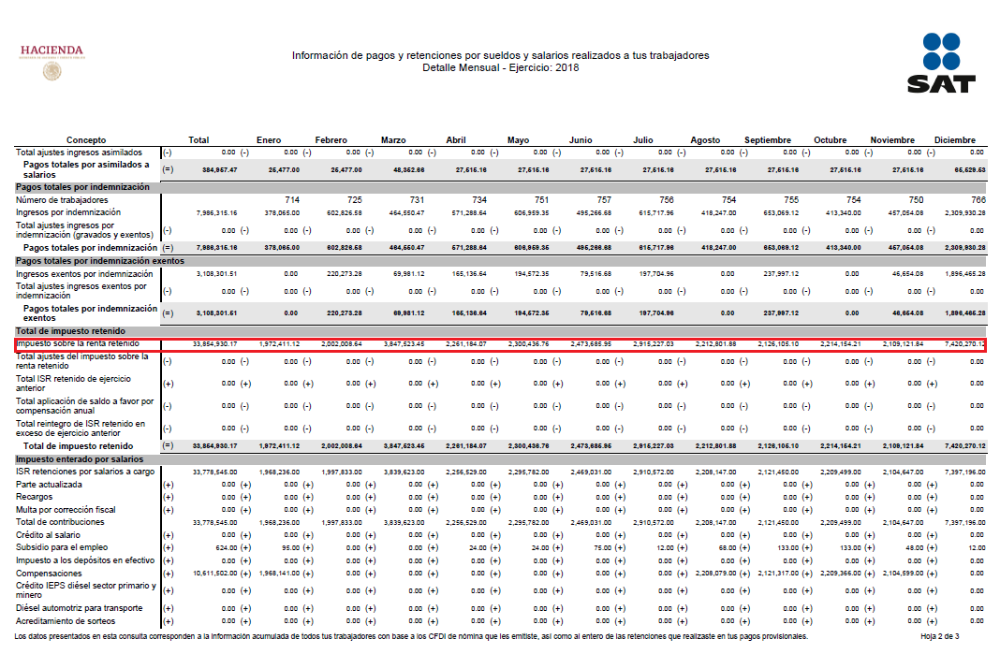 HACIENDA
Información de pagos y retenciones por sueldos y salarios realizados a tus trabajadores
Detalle Mensual - Ejercicio: 2018
SAT
Concepto Total Enero Febrero Marzo Abril Mayo Junio Julio Agosto Septiembre Octubre Noviembre Diciembre
Total ajustes ingresos asimilados (-) 0.00 (-) 0.00 (-) 0.00 (-) 0.00 (-) 0.00 (-) 0.00 (-) 0.00 (-) 0.00 (-) 0.00 (-) 0.00 (-) 0.00 (-) 0.00 (-) 0.00
Pagos totales por asimilados a
salarios (=) 384,957.47 25,477.00 25,477.00 48,352.66 27,515.16 27,515.16 27,515.16 27,515.16 27,515.16 27,515.16 27,515.16 27,515.16 65,529.53
Pagos totales por indemnización
Número de trabajadores 714 725 731 734 751 757 756 754 755 754 750 766
Ingresos por indemnización 7,986,315.16 378,065.00 602,826.58 464,550.47 571,288.64 606,959.35 495,266.68 615,717.96 418,247.00 653,069.12 413,340.00 457,054.08 2,309,930.28
Total ajustes ingresos por
indemnización (gravados y exentos) (-) 0.00 (-) 0.00 (-) 0.00 (-) 0.00 (-) 0.00 (-) 0.00 (-) 0.00 (-) 0.00 (-) 0.00 (-) 0.00 (-) 0.00 (-) 0.00 (-) 0.00
Pagos totales por indemnización (=) 7,986,315.16 378,065.00 602,826.58 464,550.47 571,288.64 606,959.35 495,266.68 615,717.96 418,247.00 653,069.12 413,340.00 457,054.08 2,309,930.28
Pagos totales por indemnización exentos
Ingresos exentos por indemnización 3,108,301.51 0.00 220,273.28 69,981.12 165,136.64 194,572.35 79,516.68 197,704.96 0.00 237,997.12 0.00 46,654.08 1,896,465.28
Total ajustes ingresos exentos por
indemnización (-) 0.00 (-) 0.00 (-) 0.00 (-) 0.00 (-) 0.00 (-) 0.00 (-) 0.00 (-) 0.00 (-) 0.00 (-) 0.00 (-) 0.00 (-) 0.00 (-) 0.00
Pagos totales por indemnización
exentos (=) 3,108,301.51 0.00 220,273.28 69,981.12 165,136.64 194,572.35 79,516.68 197,704.96 0.00 237,997.12 0.00 46,654.08 1,896,465.28
Total de impuesto retenido
Impuesto sobre la renta retenido 33,854,930.17 1,972,411.12 2,002,008.64 3,847,523.45 2,261,184.07 2,300,436.76 2,473,685.95 2,915,227.03 2,212,801.88 2,126,105.10 2,214,154.21 2,109,121.84 7,420,270.12
Total ajustes del impuesto sobre la
renta retenido (-) 0.00 (-) 0.00 (-) 0.00 (-) 0.00 (-) 0.00 (-) 0.00 (-) 0.00 (-) 0.00 (-) 0.00 (-) 0.00 (-) 0.00 (-) 0.00 (-) 0.00
Total ISR retenido de ejercicio
anterior (+) 0.00 (+) 0.00 (+) 0.00 (+) 0.00 (+) 0.00 (+) 0.00 (+) 0.00 (+) 0.00 (+) 0.00 (+) 0.00 (+) 0.00 (+) 0.00 (+) 0.00
Total aplicación de saldo a favor por
compensación anual (-) 0.00 (-) 0.00 (-) 0.00 (-) 0.00 (-) 0.00 (-) 0.00 (-) 0.00 (-) 0.00 (-) 0.00 (-) 0.00 (-) 0.00 (-) 0.00 (-) 0.00
Total reintegro de ISR retenido en
exceso de ejercicio anterior (-) 0.00 (-) 0.00 (-) 0.00 (-) 0.00 (-) 0.00 (-) 0.00 (-) 0.00 (-) 0.00 (-) 0.00 (-) 0.00 (-) 0.00 (-) 0.00 (-) 0.00
Total de impuesto retenido (=) 33,854,930.17 1,972,411.12 2,002,008.64 3,847,523.45 2,261,184.07 2,300,436.76 2,473,685.95 2,915,227.03 2,212,801.88 2,126,105.10 2,214,154.21 2,109,121.84 7,420,270.12
Impuesto enterado por salarios
ISR retenciones por salarios a cargo 33,778,545.00 1,968,236.00 1,997,833.00 3,839,623.00 2,256,529.00 2,295,782.00 2,469,031.00 2,910,572.00 2,208,147.00 2,121,450.00 2,209,499.00 2,104,647.00 7,397,196.00
Parte actualizada (+) 0.00 (+) 0.00 (+) 0.00 (+) 0.00 (+) 0.00 (+) 0.00 (+) 0.00 (+) 0.00 (+) 0.00 (+) 0.00 (+) 0.00 (+) 0.00 (+) 0.00
Recargos (+) 0.00 (+) 0.00 (+) 0.00 (+) 0.00 (+) 0.00 (+) 0.00 (+) 0.00 (+) 0.00 (+) 0.00 (+) 0.00 (+) 0.00 (+) 0.00 (+) 0.00
Multa por corrección fiscal (+) 0.00 (+) 0.00 (+) 0.00 (+) 0.00 (+) 0.00 (+) 0.00 (+) 0.00 (+) 0.00 (+) 0.00 (+) 0.00 (+) 0.00 (+) 0.00 (+) 0.00
Total de contribuciones 33,778,545.00 1,968,236.00 1,997,833.00 3,839,623.00 2,256,529.00 2,295,782.00 2,469,031.00 2,910,572.00 2,208,147.00 2,121,450.00 2,209,499.00 2,104,647.00 7,397,196.00
Crédito al salario (+) 0.00 (+) 0.00 (+) 0.00 (+) 0.00 (+) 0.00 (+) 0.00 (+) 0.00 (+) 0.00 (+) 0.00 (+) 0.00 (+) 0.00 (+) 0.00 (+) 0.00
Subsidio para el empleo (+) 624.00 (+) 95.00 (+) 0.00 (+) 0.00 (+) 24.00 (+) 24.00 (+) 75.00 (+) 12.00 (+) 68.00 (+) 133.00 (+) 133.00 (+) 48.00 (+) 12.00
Impuesto a los depósitos en efectivo (+) 0.00 (+) 0.00 (+) 0.00 (+) 0.00 (+) 0.00 (+) 0.00 (+) 0.00 (+) 0.00 (+) 0.00 (+) 0.00 (+) 0.00 (+) 0.00 (+) 0.00
Compensaciones (+) 10,611,502.00 (+) 1,968,141.00 (+) 0.00 (+) 0.00 (+) 0.00 (+) 0.00 (+) 0.00 (+) 0.00 (+) 2,208,079.00 (+) 2,121,317.00 (+) 2,209,366.00 (+) 2,104,599.00 (+) 0.00
Crédito IEPS diésel sector primario y
minero (+) 0.00 (+) 0.00 (+) 0.00 (+) 0.00 (+) 0.00 (+) 0.00 (+) 0.00 (+) 0.00 (+) 0.00 (+) 0.00 (+) 0.00 (+) 0.00 (+) 0.00
Diésel automotriz para transporte (+) 0.00 (+) 0.00 (+) 0.00 (+) 0.00 (+) 0.00 (+) 0.00 (+) 0.00 (+) 0.00 (+) 0.00 (+) 0.00 (+) 0.00 (+) 0.00 (+) 0.00
Acreditamiento de sorteos (+) 0.00 (+) 0.00 (+) 0.00 (+) 0.00 (+) 0.00 (+) 0.00 (+) 0.00 (+) 0.00 (+) 0.00 (+) 0.00 (+) 0.00 (+) 0.00 (+) 0.00
Los datos presentados en esta consulta corresponden a la información acumulada de todos tus trabajadores con base a los CFDI de nómina que les emitiste, así como al entero de las retenciones que realizaste en tus pagos provisionales. Hoja 2 de 3